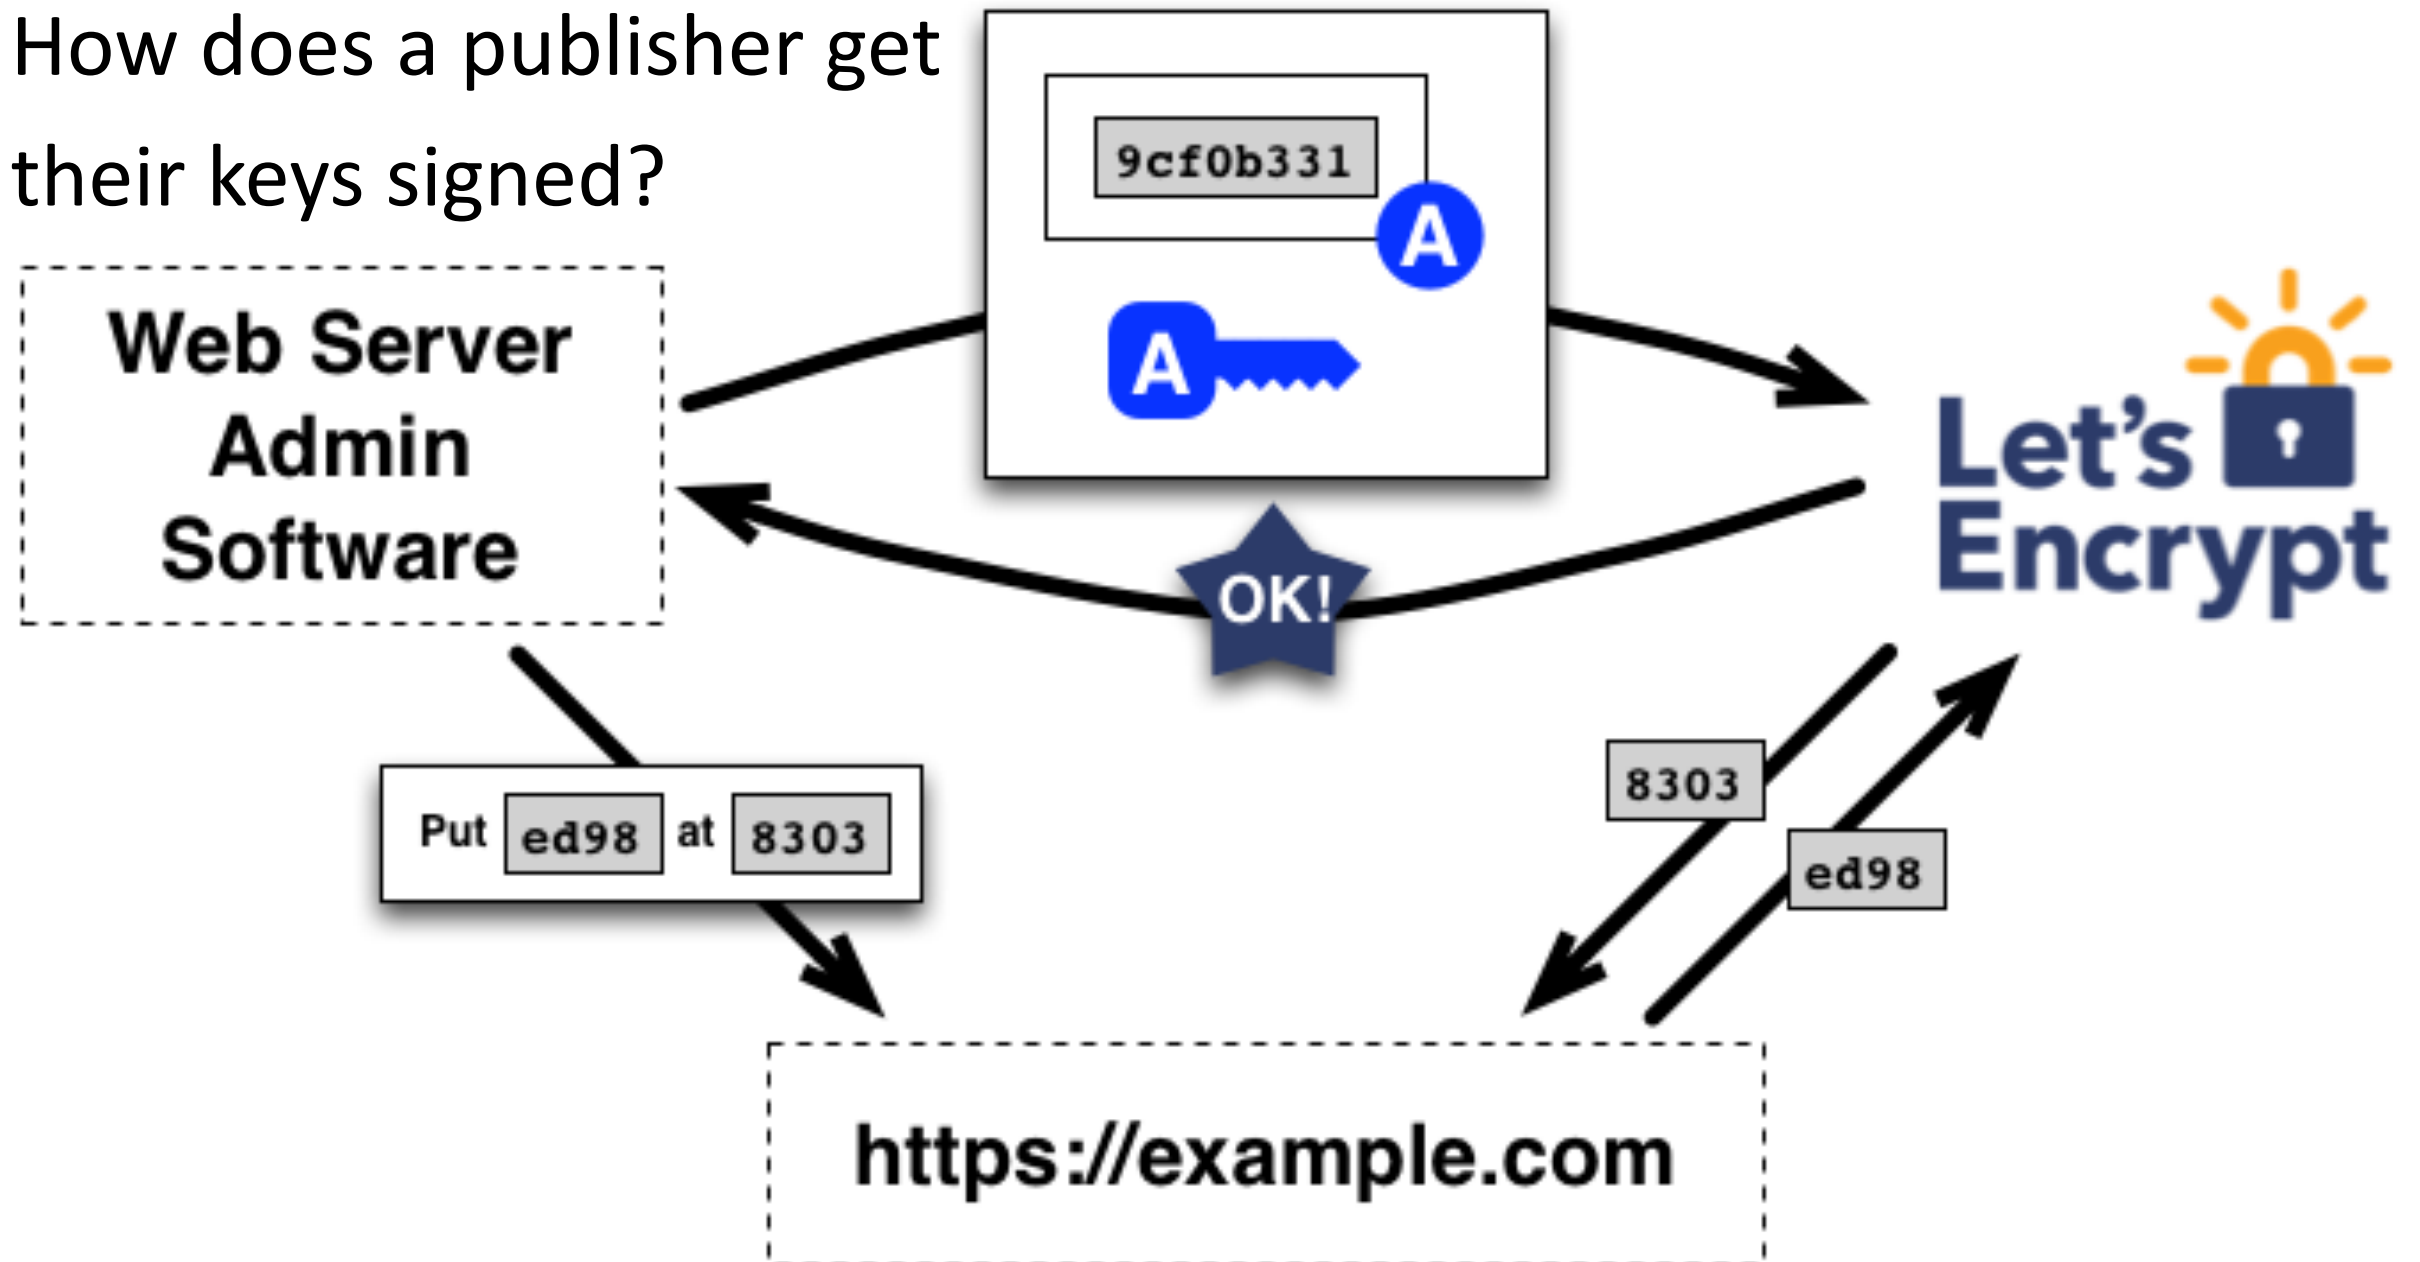 How does a publisher get
their keys signed?
9cf0b331
A
A
Web Server
Admin
Software
Let's
Encrypt
OK!
Put ed98 at 8303
8303
ed98
https://example.com